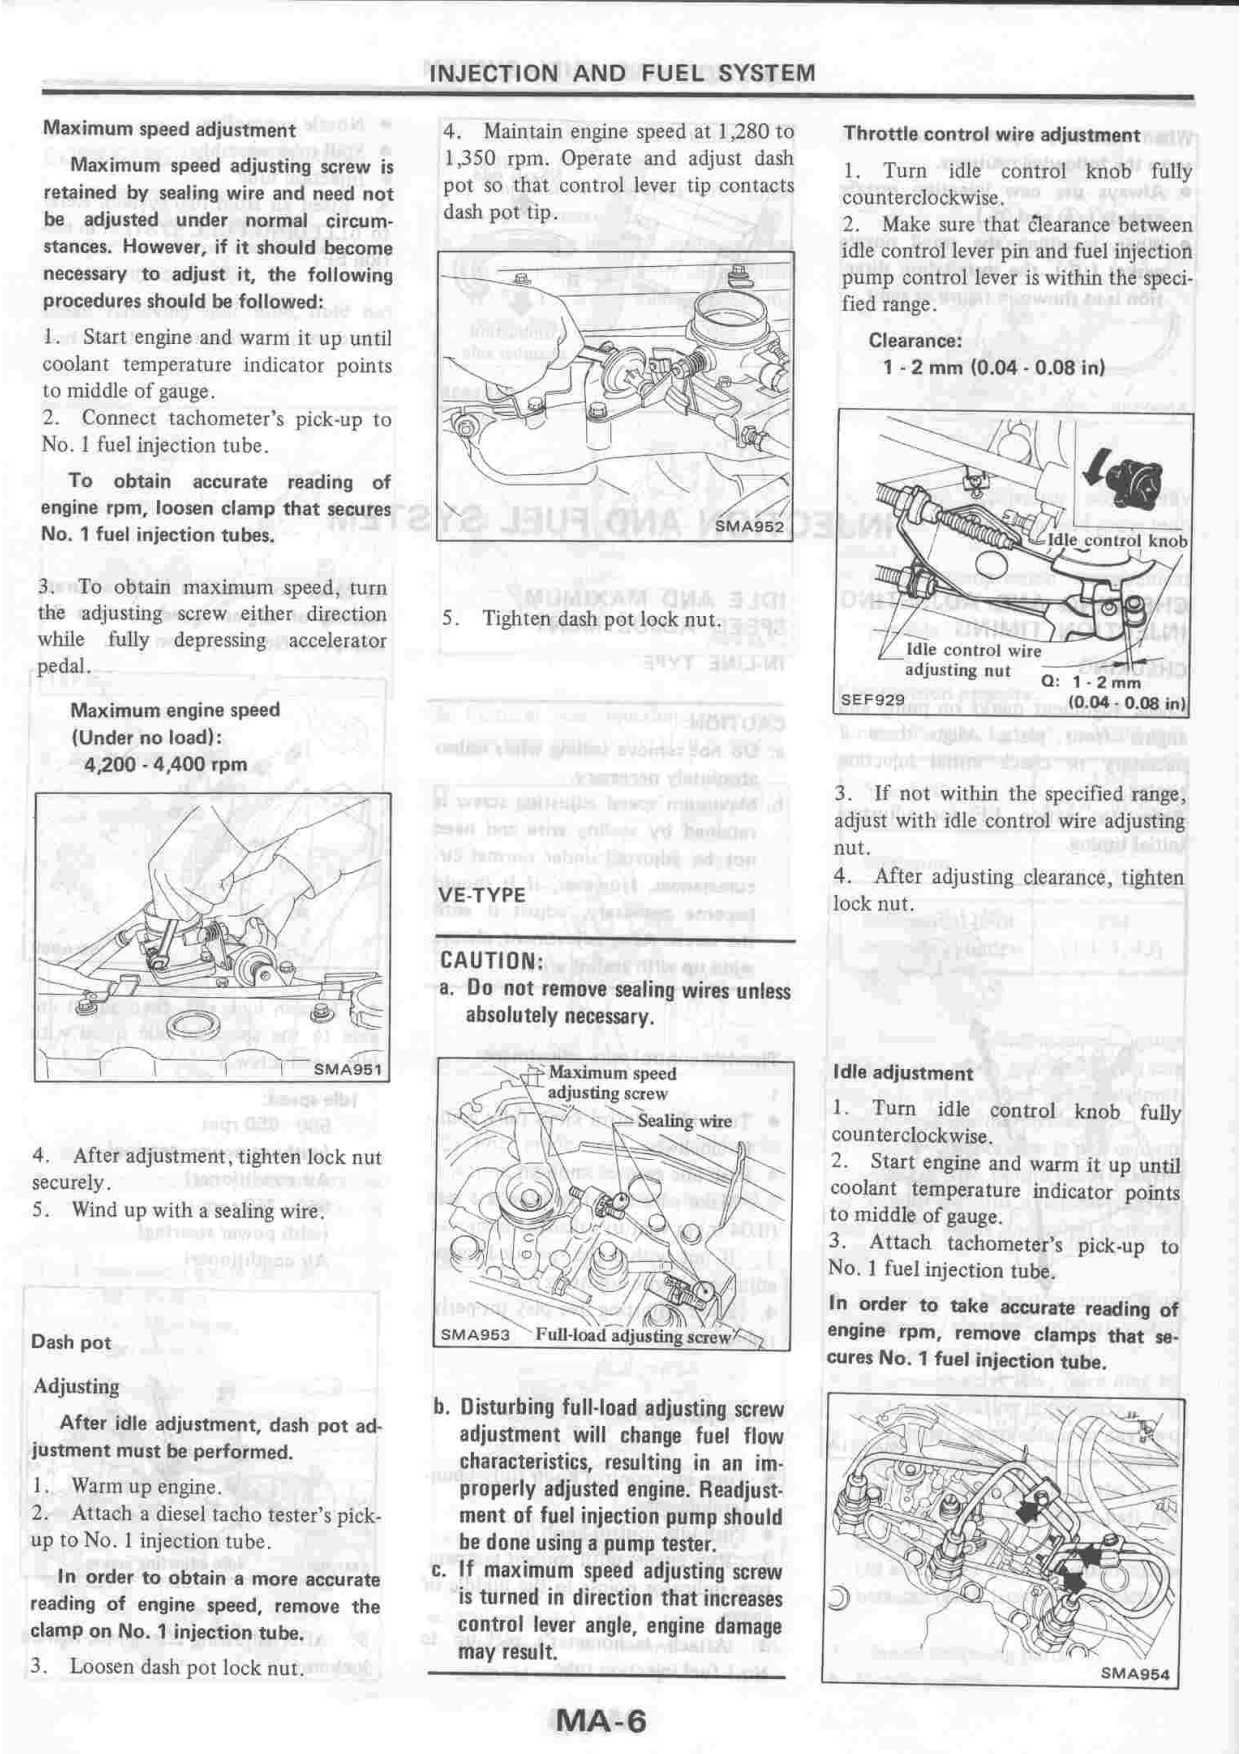 INJECTION AND FUEL SYSTEM
Maximum speed adjustment
Maximum speed adjusting screw is
retained by sealing wire and need not
be adjusted under normal circum-
stances. However, if it should become
necessary to adjust it, the following
procedures should be followed:
1. Start engine and warm it up until
coolant temperature indicator points
to middle of gauge.
2. Connect tachometer's pick-up to
No. 1 fuel injection tube.
To obtain accurate reading of
engine rpm, loosen clamp that secures
No. 1 fuel injection tubes.
3. To obtain maximum speed, turn
the adjusting screw either direction
while fully depressing accelerator
pedal.
Maximum engine speed
(Under no load):
4,200 - 4,400 rpm
SMA951
4. After adjustment, tighten lock nut
securely.
5. Wind up with a sealing wire.
Dash pot
Adjusting
After idle adjustment, dash pot ad-
justment must be performed.
1. Warm up engine.
2. Attach a diesel tacho tester's pick-
up to No. 1 injection tube.
In order to obtain a more accurate
reading of engine speed, remove the
clamp on No. 1 injection tube.
3. Loosen dash pot lock nut.
4. Maintain engine speed at 1,280 to
1,350 rpm. Operate and adjust dash
pot so that control lever tip contacts
dash pot tip.
SMA952
5. Tighten dash pot lock nut.
VE-TYPE
CAUTION:
a. Do not remove sealing wires unless
absolutely necessary.
Maximum speed
adjusting screw
Sealing wire
SMA953 Full-load adjusting screw
b. Disturbing full-load adjusting screw
adjustment will change fuel flow
characteristics, resulting in an im-
properly adjusted engine. Readjust-
ment of fuel injection pump should
be done using a pump tester.
c. If maximum speed adjusting screw
is turned in direction that increases
control lever angle, engine damage
may result.
Throttle control wire adjustment
1. Turn idle control knob fully
counterclockwise.
2. Make sure that clearance between
idle control lever pin and fuel injection
pump control lever is within the speci-
fied range.
Clearance:
1 - 2 mm (0.04 - 0.08 in)
Idle control knob
Idle control wire
adjusting nut
Q: 1 - 2 mm
(0.04 - 0.08 in)
SEF929
3. If not within the specified range,
adjust with idle control wire adjusting
nut.
4. After adjusting clearance, tighten
lock nut.
Idle adjustment
1. Turn idle control knob fully
counterclockwise.
2. Start engine and warm it up until
coolant temperature indicator points
to middle of gauge.
3. Attach tachometer's pick-up to
No. 1 fuel injection tube.
In order to take accurate reading of
engine rpm, remove clamps that se-
cures No. 1 fuel injection tube.
SMA954
MA-6